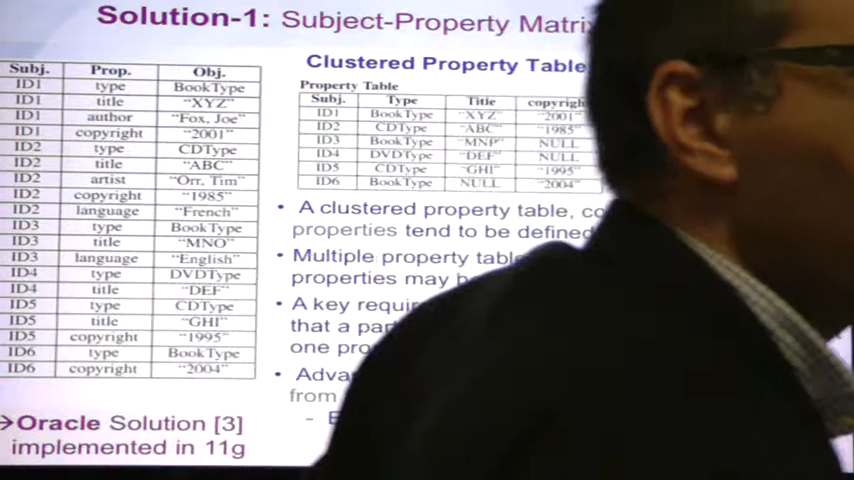 Solution-1: Subject-Property Matrix
Subj. Prop. Obj.
ID1 type BookType
ID1 title "XYZ"
ID1 author "Fox, Joe"
ID1 copyright "2001"
ID2 type CDType
ID2 title "ABC"
ID2 artist "Orr, Tim"
ID2 copyright "1985"
ID2 language "French"
ID3 type BookType
ID3 title "MNO"
ID3 language "English"
ID4 type DVDType
ID4 title "DEF"
ID5 type CDType
ID5 title "GHI"
ID5 copyright "1995"
ID6 type BookType
ID6 copyright "2004"
→Oracle Solution [3]
implemented in 11g
Clustered Property Table
Property Table
Subj. Type Title copyright
ID1 BookType "XYZ" "2001"
ID2 CDType "ABC" "1985"
ID3 BookType "MNP" NULL
ID4 DVDType "DEF" NULL
ID5 CDType "GHI" "1995"
ID6 BookType NULL "2004"
• A clustered property table, co
properties tend to be defined
• Multiple property table
properties may b
• A key requir
that a par
one pro
• Adva
from
- E